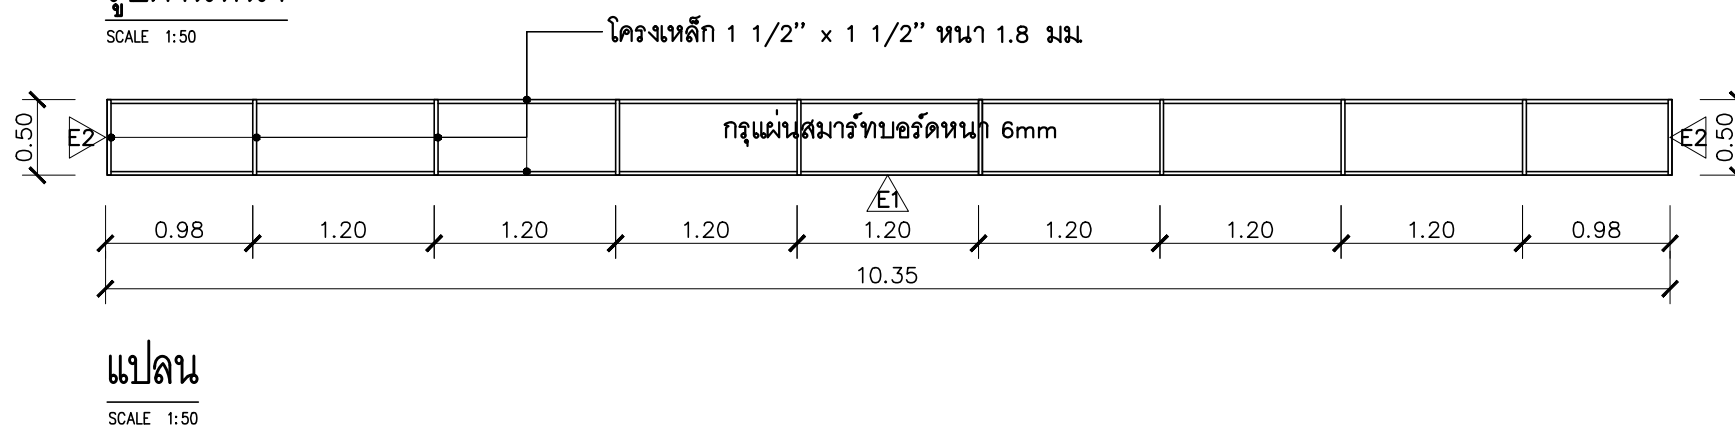 SCALE 1:50
โครงเหล็ก 1 1/2” x 1 1/2” หนา 1.8 มม.
0.50
E2
กรุแผ่นสมาร์ทบอร์ดหนา 6mm
E2
0.50
E1
0.98 1.20 1.20 1.20 1.20 1.20 1.20 1.20 0.98
10.35
แปลน
SCALE 1:50